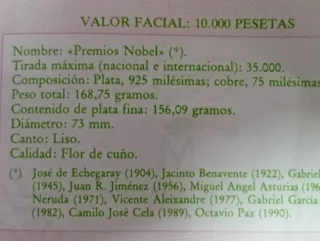 VALOR FACIAL: 10.000 PESETAS
Nombre: «Premios Nobel» (*).
Tirada máxima (nacional e internacional): 35.000.
Composición: Plata, 925 milésimas; cobre, 75 milésimas
Peso total: 168,75 gramos.
Contenido de plata fina: 156,09 gramos.
Diámetro: 73 mm.
Canto: Liso.
Calidad: Flor de cuño.
(*) José de Echegaray (1904), Jacinto Benavente (1922), Gabriel
(1945), Juan R. Jiménez (1956), Miguel Angel Asturias (196
Neruda (1971), Vicente Aleixandre (1977), Gabriel García
(1982), Camilo José Cela (1989), Octavio Paz (1990).